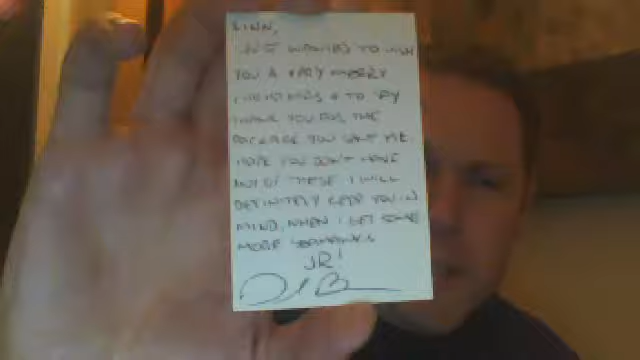 LINN,
JUST WANTED TO WISH
YOU A VERY MERRY
CHRISTMAS & TO SAY
THANK YOU FOR THE
PACKAGE YOU SENT ME.
HOPE YOU DON'T HAVE
ANY OF THESE. I WILL
DEFINITELY KEEP YOU IN
MIND, WHEN I GET SOME
MORE
JR!